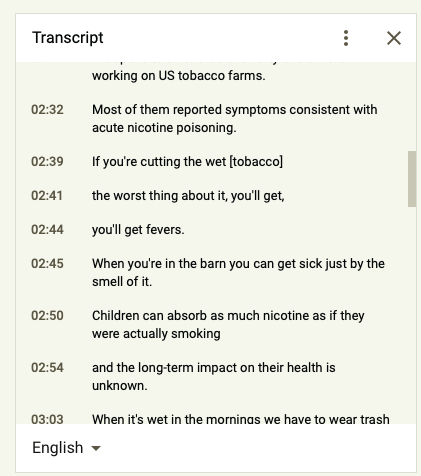 Transcript
working on US tobacco farms.
02:32
Most of them reported symptoms consistent with
acute nicotine poisoning.
02:39
If you're cutting the wet [tobacco]
02:41
the worst thing about it, you'll get,
02:44
you'll get fevers.
02:45
When you're in the barn you can get sick just by the
smell of it.
02:50
Children can absorb as much nicotine as if they
were actually smoking
02:54
and the long-term impact on their health is
unknown.
03:03
When it's wet in the mornings we have to wear trash
English